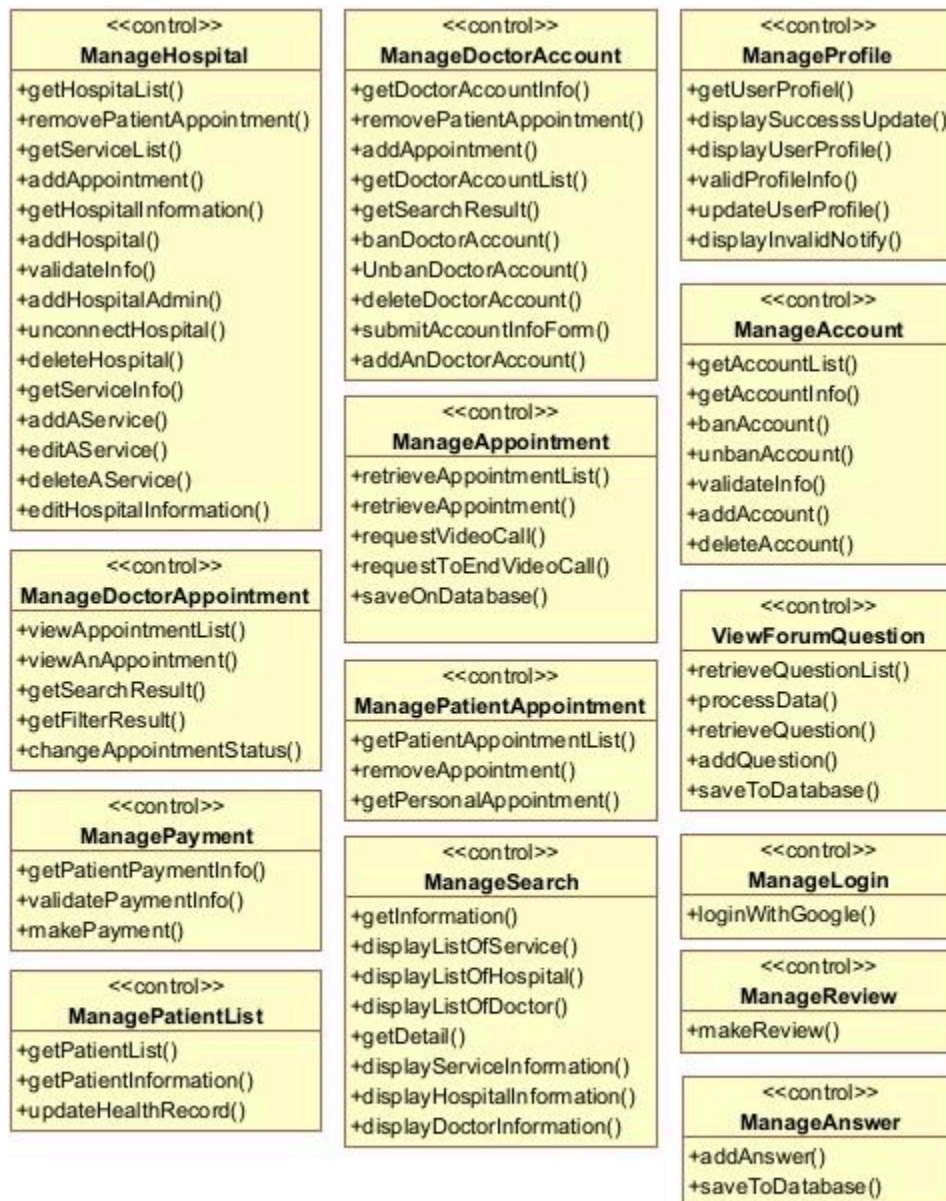 <<control>>
ManageHospital
+getHospitaList()
+removePatientAppointment()
+getServiceList()
+addAppointment()
+getHospitalInformation()
+addHospital()
+validateInfo()
+addHospitalAdmin()
+unconnectHospital()
+deleteHospital()
+getServiceInfo()
+addAService()
+editAService()
+deleteAService()
+editHospitalInformation()
<<control>>
ManageDoctorAppointment
+viewAppointmentList()
+viewAnAppointment()
+getSearchResult()
+getFilterResult()
+changeAppointmentStatus()
<<control>>
ManagePayment
+getPatientPaymentInfo()
+validatePaymentInfo()
+makePayment()
<<control>>
ManagePatientList
+getPatientList()
+getPatientInformation()
+updateHealthRecord()
<<control>>
ManageDoctorAccount
+getDoctorAccountInfo()
+removePatientAppointment()
+addAppointment()
+getDoctorAccountList()
+getSearchResult()
+banDoctorAccount()
+UnbanDoctorAccount()
+deleteDoctorAccount()
+submitAccountInfoForm()
+addAnDoctorAccount()
<<control>>
ManageAppointment
+retrieveAppointmentList()
+retrieveAppointment()
+requestVideoCall()
+requestToEndVideoCall()
+saveOnDatabase()
<<control>>
ManagePatientAppointment
+getPatientAppointmentList()
+removeAppointment()
+getPersonalAppointment()
<<control>>
ManageSearch
+getInformation()
+displayListOfService()
+displayListOfHospital()
+displayListOfDoctor()
+getDetail()
+displayServiceInformation()
+displayHospitalInformation()
+displayDoctorInformation()
<<control>>
ManageProfile
+getUserProfiel()
+displaySuccesssUpdate()
+displayUserProfile()
+validProfileInfo()
+updateUserProfile()
+displayInvalidNotify()
<<control>>
ManageAccount
+getAccountList()
+getAccountInfo()
+banAccount()
+unbanAccount()
+validateInfo()
+addAccount()
+deleteAccount()
<<control>>
ViewForumQuestion
+retrieveQuestionList()
+processData()
+retrieveQuestion()
+addQuestion()
+saveToDatabase()
<<control>>
ManageLogin
+loginWithGoogle()
<<control>>
ManageReview
+makeReview()
<<control>>
ManageAnswer
+addAnswer()
+saveToDatabase()